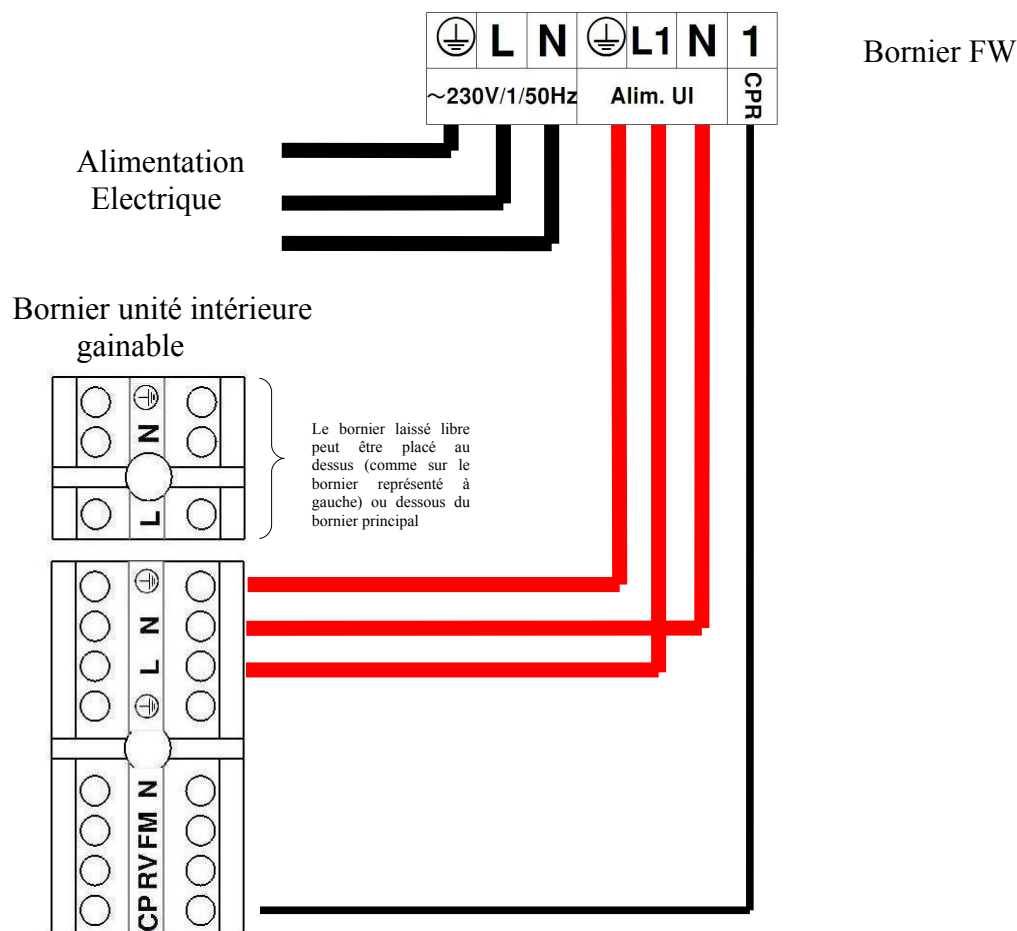 ⏚ L N ⏚ L1 N 1
Bornier FW
~230V/1/50Hz Alim. UI CPR
Alimentation
Electrique
Bornier unité intérieure
gainable
⏚
N
L
Le bornier laissé libre
peut être placé au
dessus (comme sur le
bornier représenté à
gauche) ou dessous du
bornier principal
⏚
N
L
⏚
N
FM
RV
CP